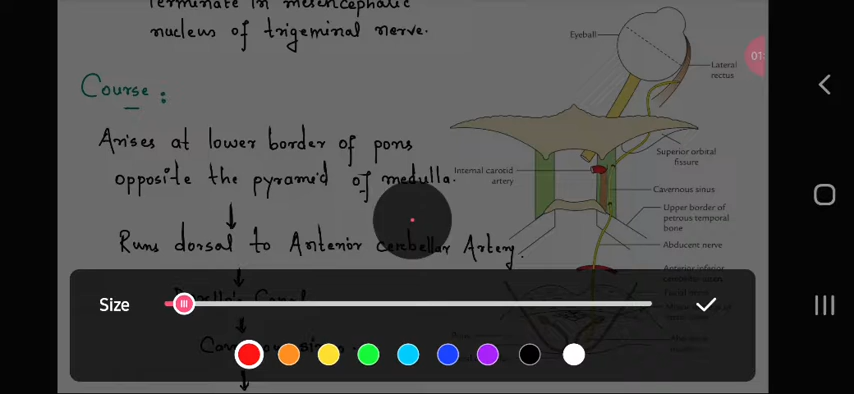 Terminate in mesencephalic
nucleus of trigeminal nerve.
Course :
Arises at lower border of pons
opposite the pyramid of medulla.
Runs dorsal to Anterior cerebellar Artery.
Eyeball
01:
Lateral
rectus
Superior orbital
fissure
Internal carotid
artery
Cavernous sinus
Upper border of
petrous temporal
bone
Abducent nerve
Anterior inferior
cerebellar
Size